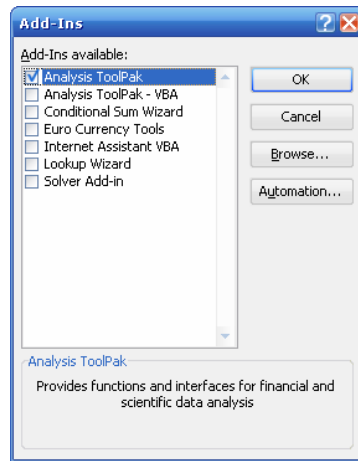 Add-Ins
Add-Ins available:
Analysis ToolPak
Analysis ToolPak - VBA
Conditional Sum Wizard
Euro Currency Tools
Internet Assistant VBA
Lookup Wizard
Solver Add-in
OK
Cancel
Browse...
Automation...
Analysis ToolPak
Provides functions and interfaces for financial and
scientific data analysis